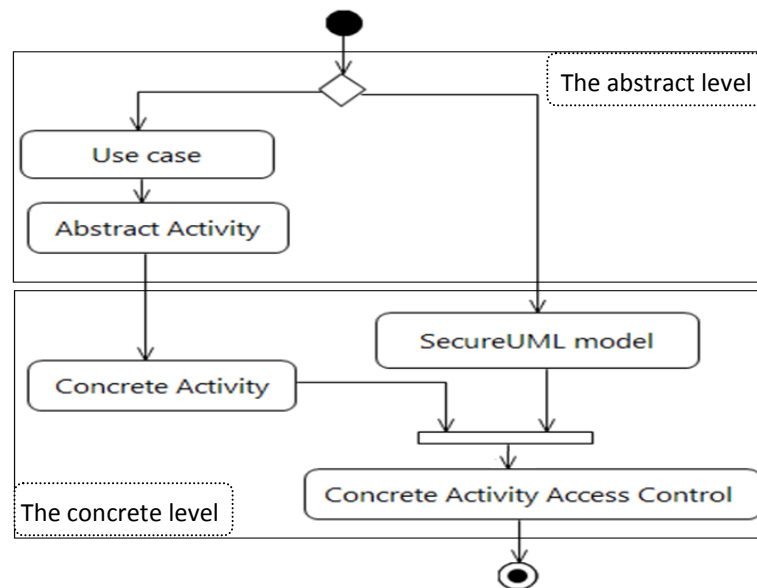 The abstract level
Use case
Abstract Activity
SecureUML model
Concrete Activity
Concrete Activity Access Control
The concrete level